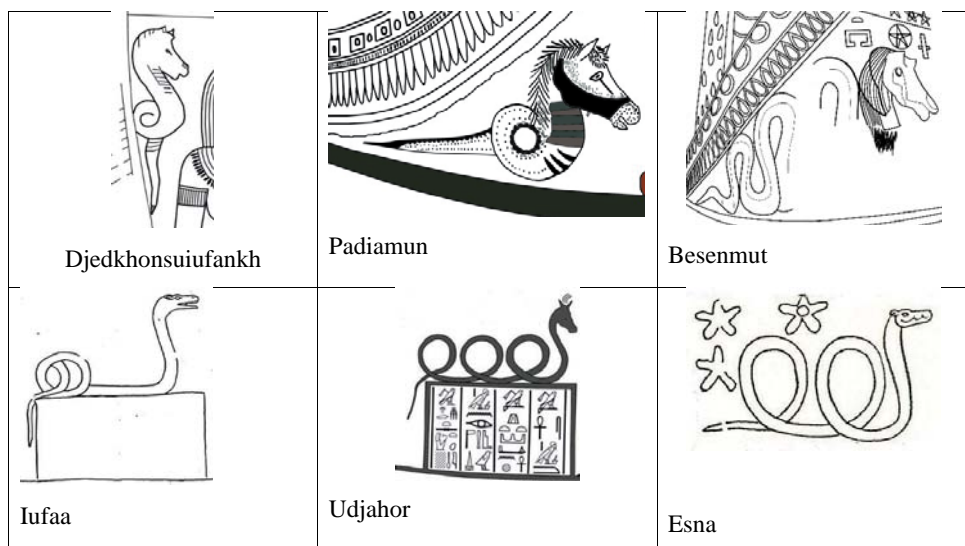 Djedkhonsuiufankh
Padiamun
Besenmut
Iufaa
Udjahor
Esna